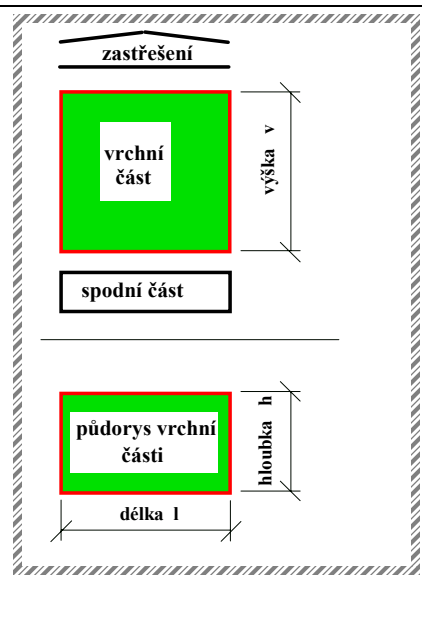 zastřešení
vrchní
část
výška v
spodní část
půdorys vrchní
části
hloubka h
délka l